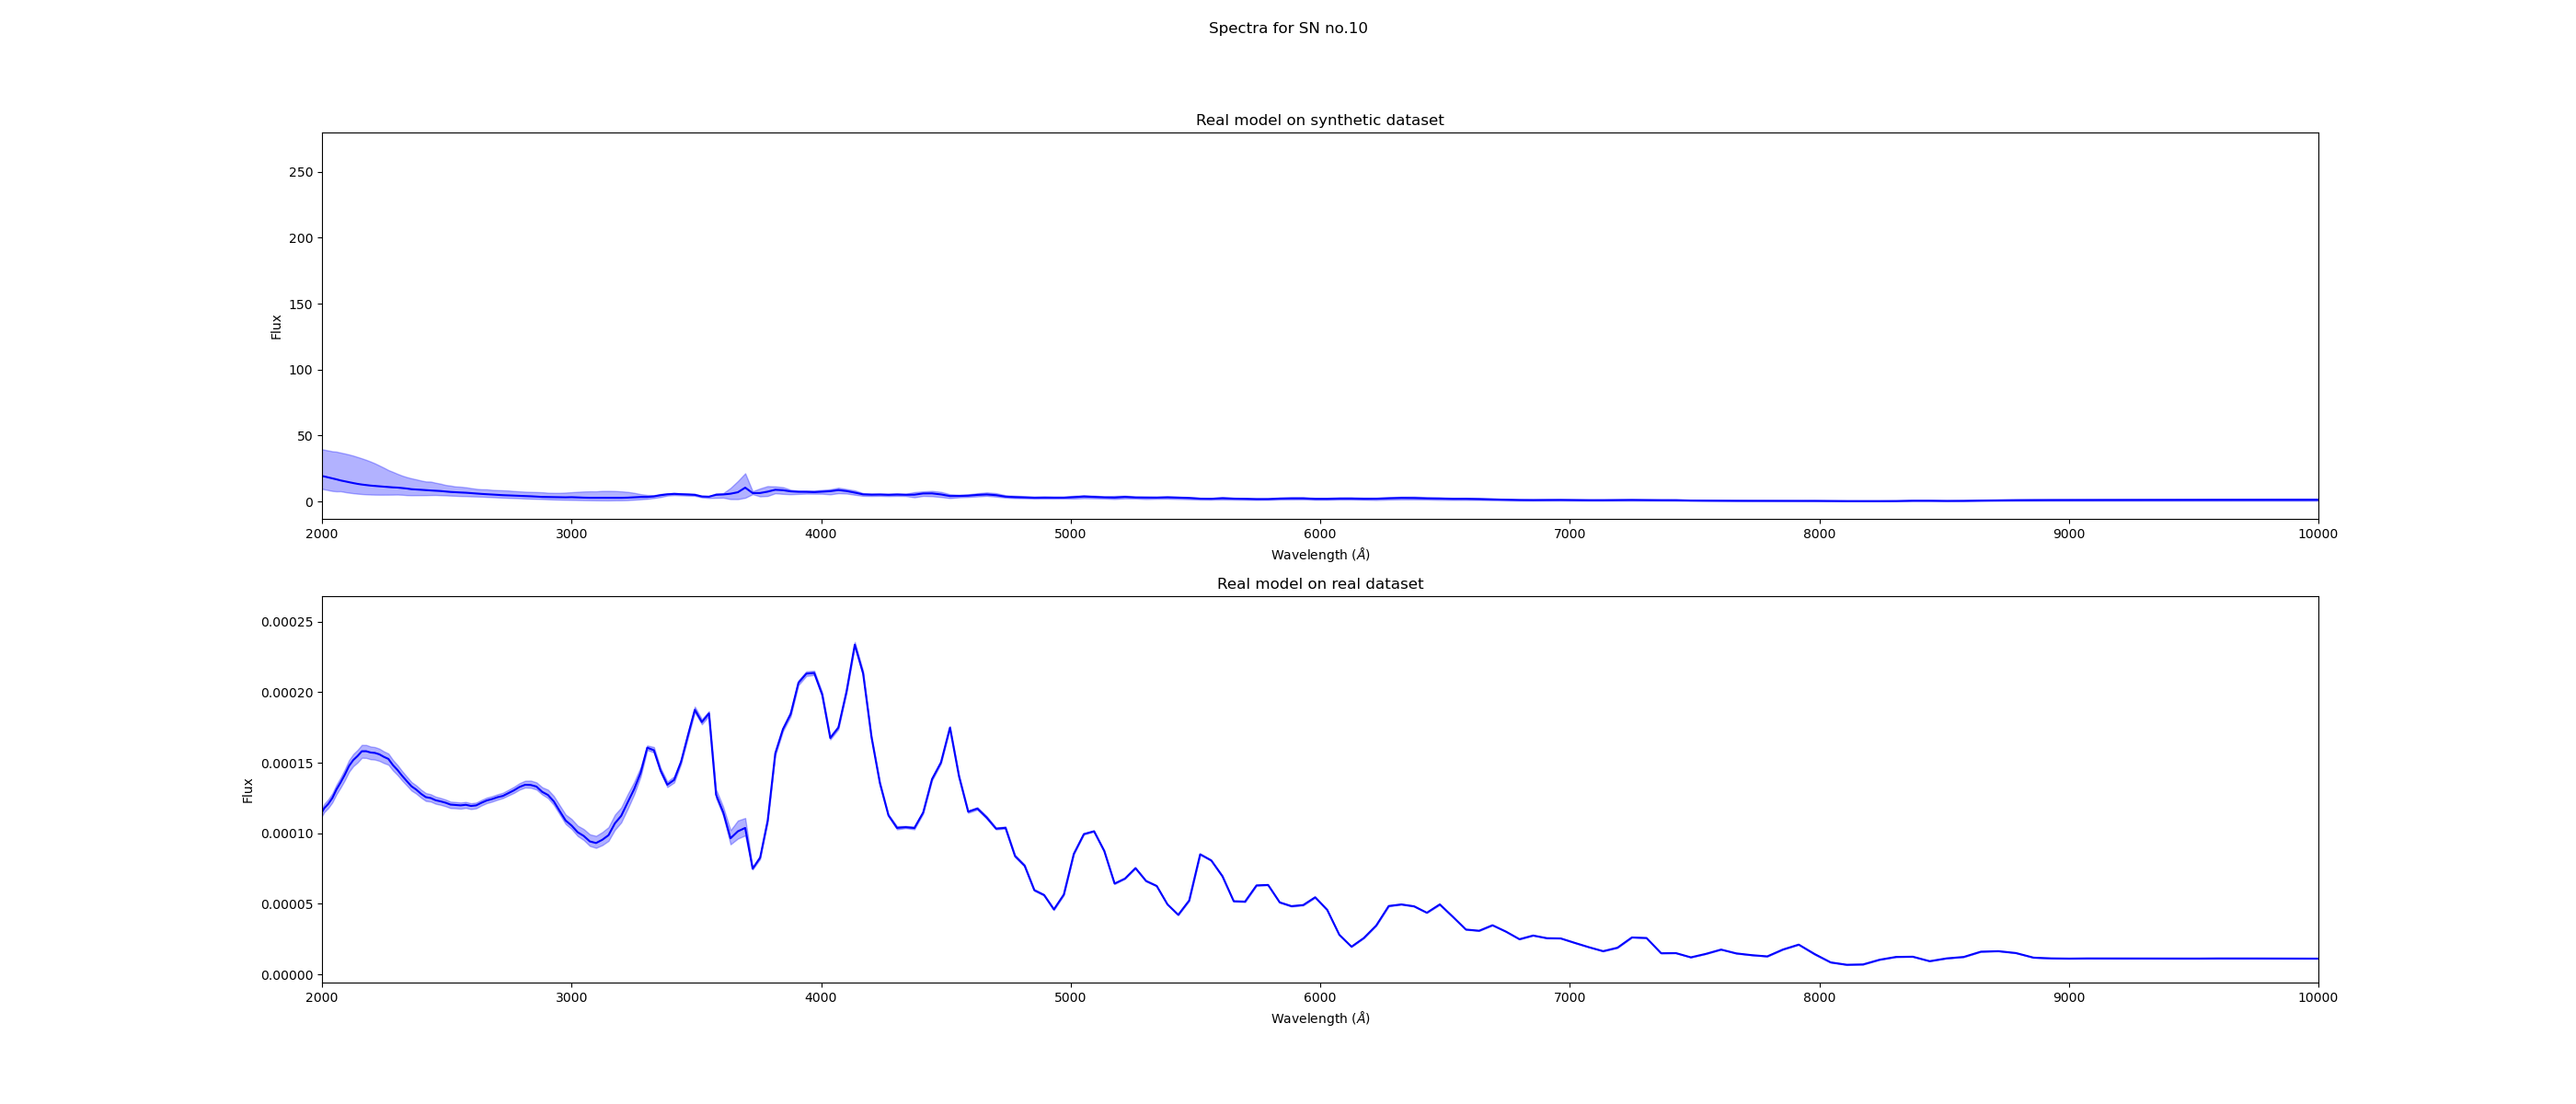 Spectra for SN no.10
Real model on synthetic dataset
250
200
150
100
50
0
Flux
2000 3000 4000 5000 6000 7000 8000 9000 10000
Wavelength (Å)
Real model on real dataset
0.00025
0.00020
0.00015
0.00010
0.00005
0.00000
Flux
2000 3000 4000 5000 6000 7000 8000 9000 10000
Wavelength (Å)